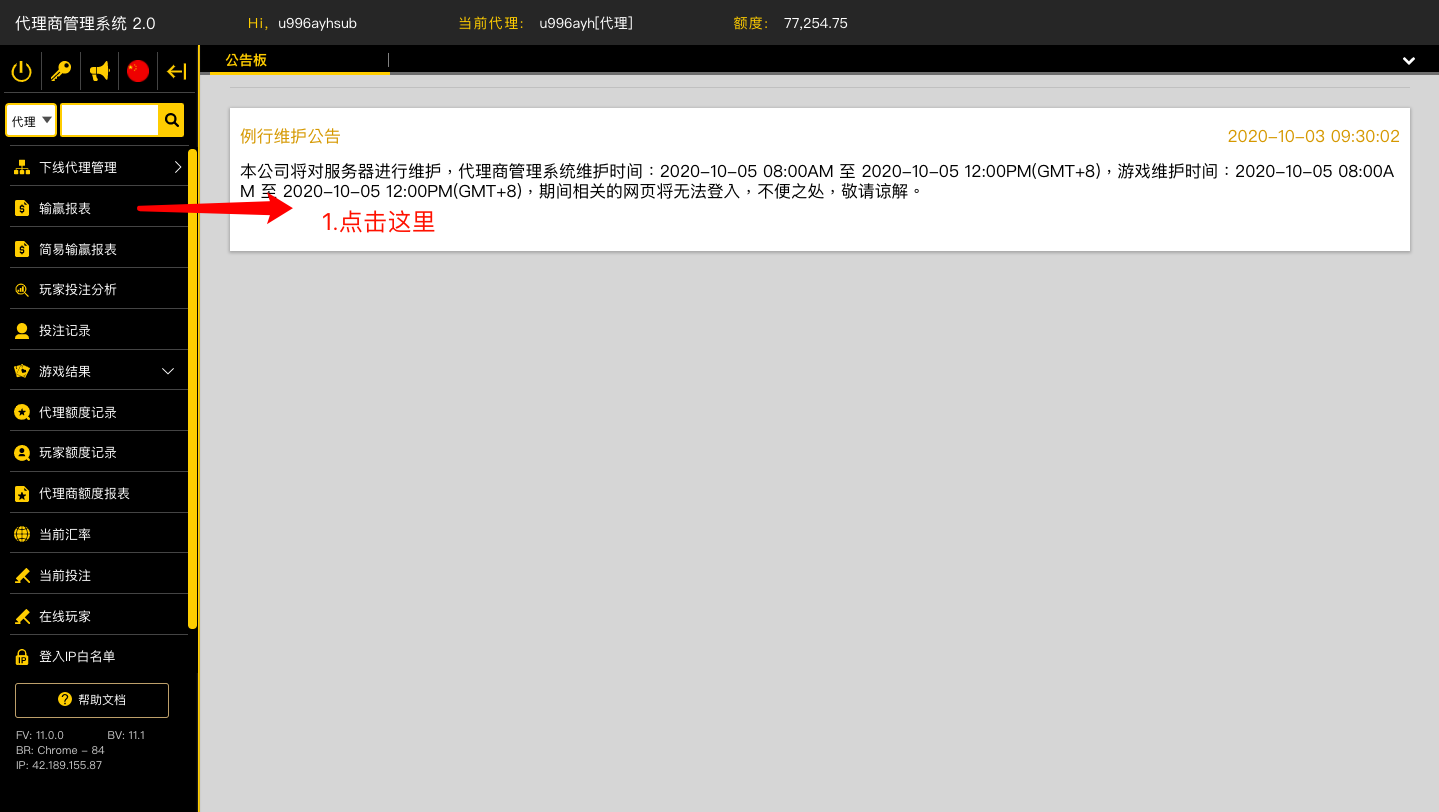 代理商管理系统 2.0
Hi, u996ayhsub
当前代理: u996ayh[代理]
额度: 77,254.75
公告板
代理
下线代理管理
输赢报表
简易输赢报表
玩家投注分析
投注记录
游戏结果
代理额度记录
玩家额度记录
代理商额度报表
当前汇率
当前投注
在线玩家
IP
登入IP白名单
帮助文档
FV: 11.0.0 BV: 11.1
BR: Chrome - 84
IP: 42.189.155.87
例行维护公告
2020-10-03 09:30:02
本公司将对服务器进行维护，代理商管理系统维护时间：2020-10-05 08:00AM 至 2020-10-05 12:00PM(GMT+8)，游戏维护时间：2020-10-05 08:00A
M 至 2020-10-05 12:00PM(GMT+8)，期间相关的网页将无法登入，不便之处，敬请谅解。
1.点击这里